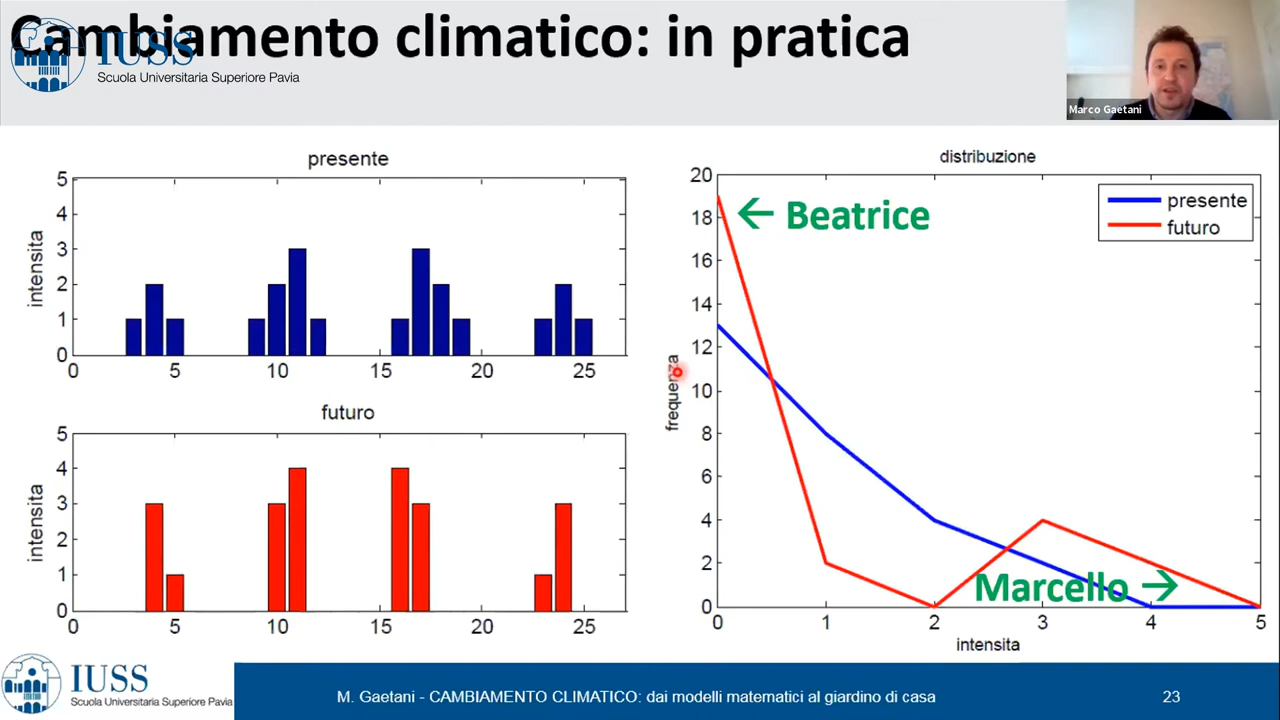 Cambiamento climatico: in pratica
IUSS
Scuola Universitaria Superiore Pavia
Marco Gaetani
presente
intensita
5
4
3
2
1
0
0 5 10 15 20 25
futuro
intensita
5
4
3
2
1
0
0 5 10 15 20 25
distribuzione
frequenza
20
18
16
14
12
10
8
6
4
2
0
0 1 2 3 4 5
intensita
presente
futuro
← Beatrice
Marcello →
IUSS
Scuola Universitaria Superiore Pavia
M. Gaetani - CAMBIAMENTO CLIMATICO: dai modelli matematici al giardino di casa
23